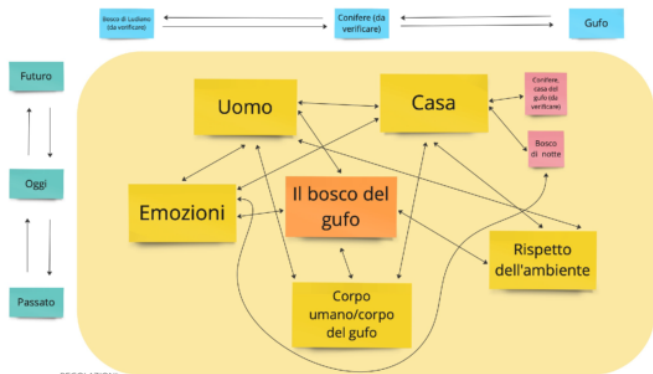 Bosco di Ludiano
(da verificare)
Conifere (da
verificare)
Gufo
Futuro
Oggi
Passato
Uomo
Casa
Conifere,
casa del
gufo (da
verificare)
Bosco
di notte
Emozioni
Il bosco del
gufo
Rispetto
dell'ambiente
Corpo
umano/corpo
del gufo